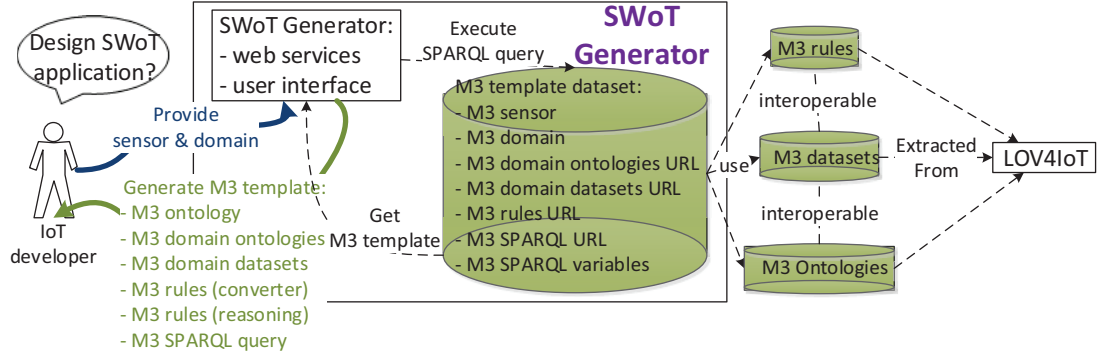 Design SWoT
application?
IoT
developer
Provide
sensor & domain
Generate M3 template:
- M3 ontology
- M3 domain ontologies
- M3 domain datasets
- M3 rules (converter)
- M3 rules (reasoning)
- M3 SPARQL query
SWoT Generator:
- web services
- user interface
Execute
SPARQL query
SWoT
Generator
Get
M3 template
M3 template dataset:
- M3 sensor
- M3 domain
- M3 domain ontologies URL
- M3 domain datasets URL
- M3 rules URL
- M3 SPARQL URL
- M3 SPARQL variables
use
M3 rules
interoperable
M3 datasets
interoperable
M3 Ontologies
Extracted
From
LOV4IoT